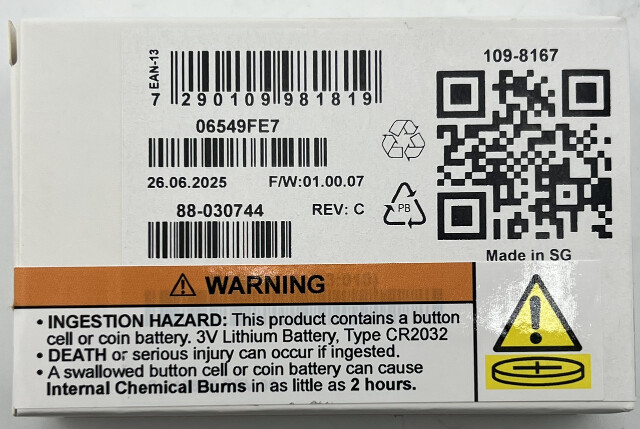 EAN-13
7 290109 981819
109-8167
06549FE7
26.06.2025 F/W:01.00.07
88-030744 REV: C
PB
Made in SG
WARNING
• INGESTION HAZARD: This product contains a button
cell or coin battery. 3V Lithium Battery, Type CR2032
• DEATH or serious injury can occur if ingested.
• A swallowed button cell or coin battery can cause
Internal Chemical Burns in as little as 2 hours.